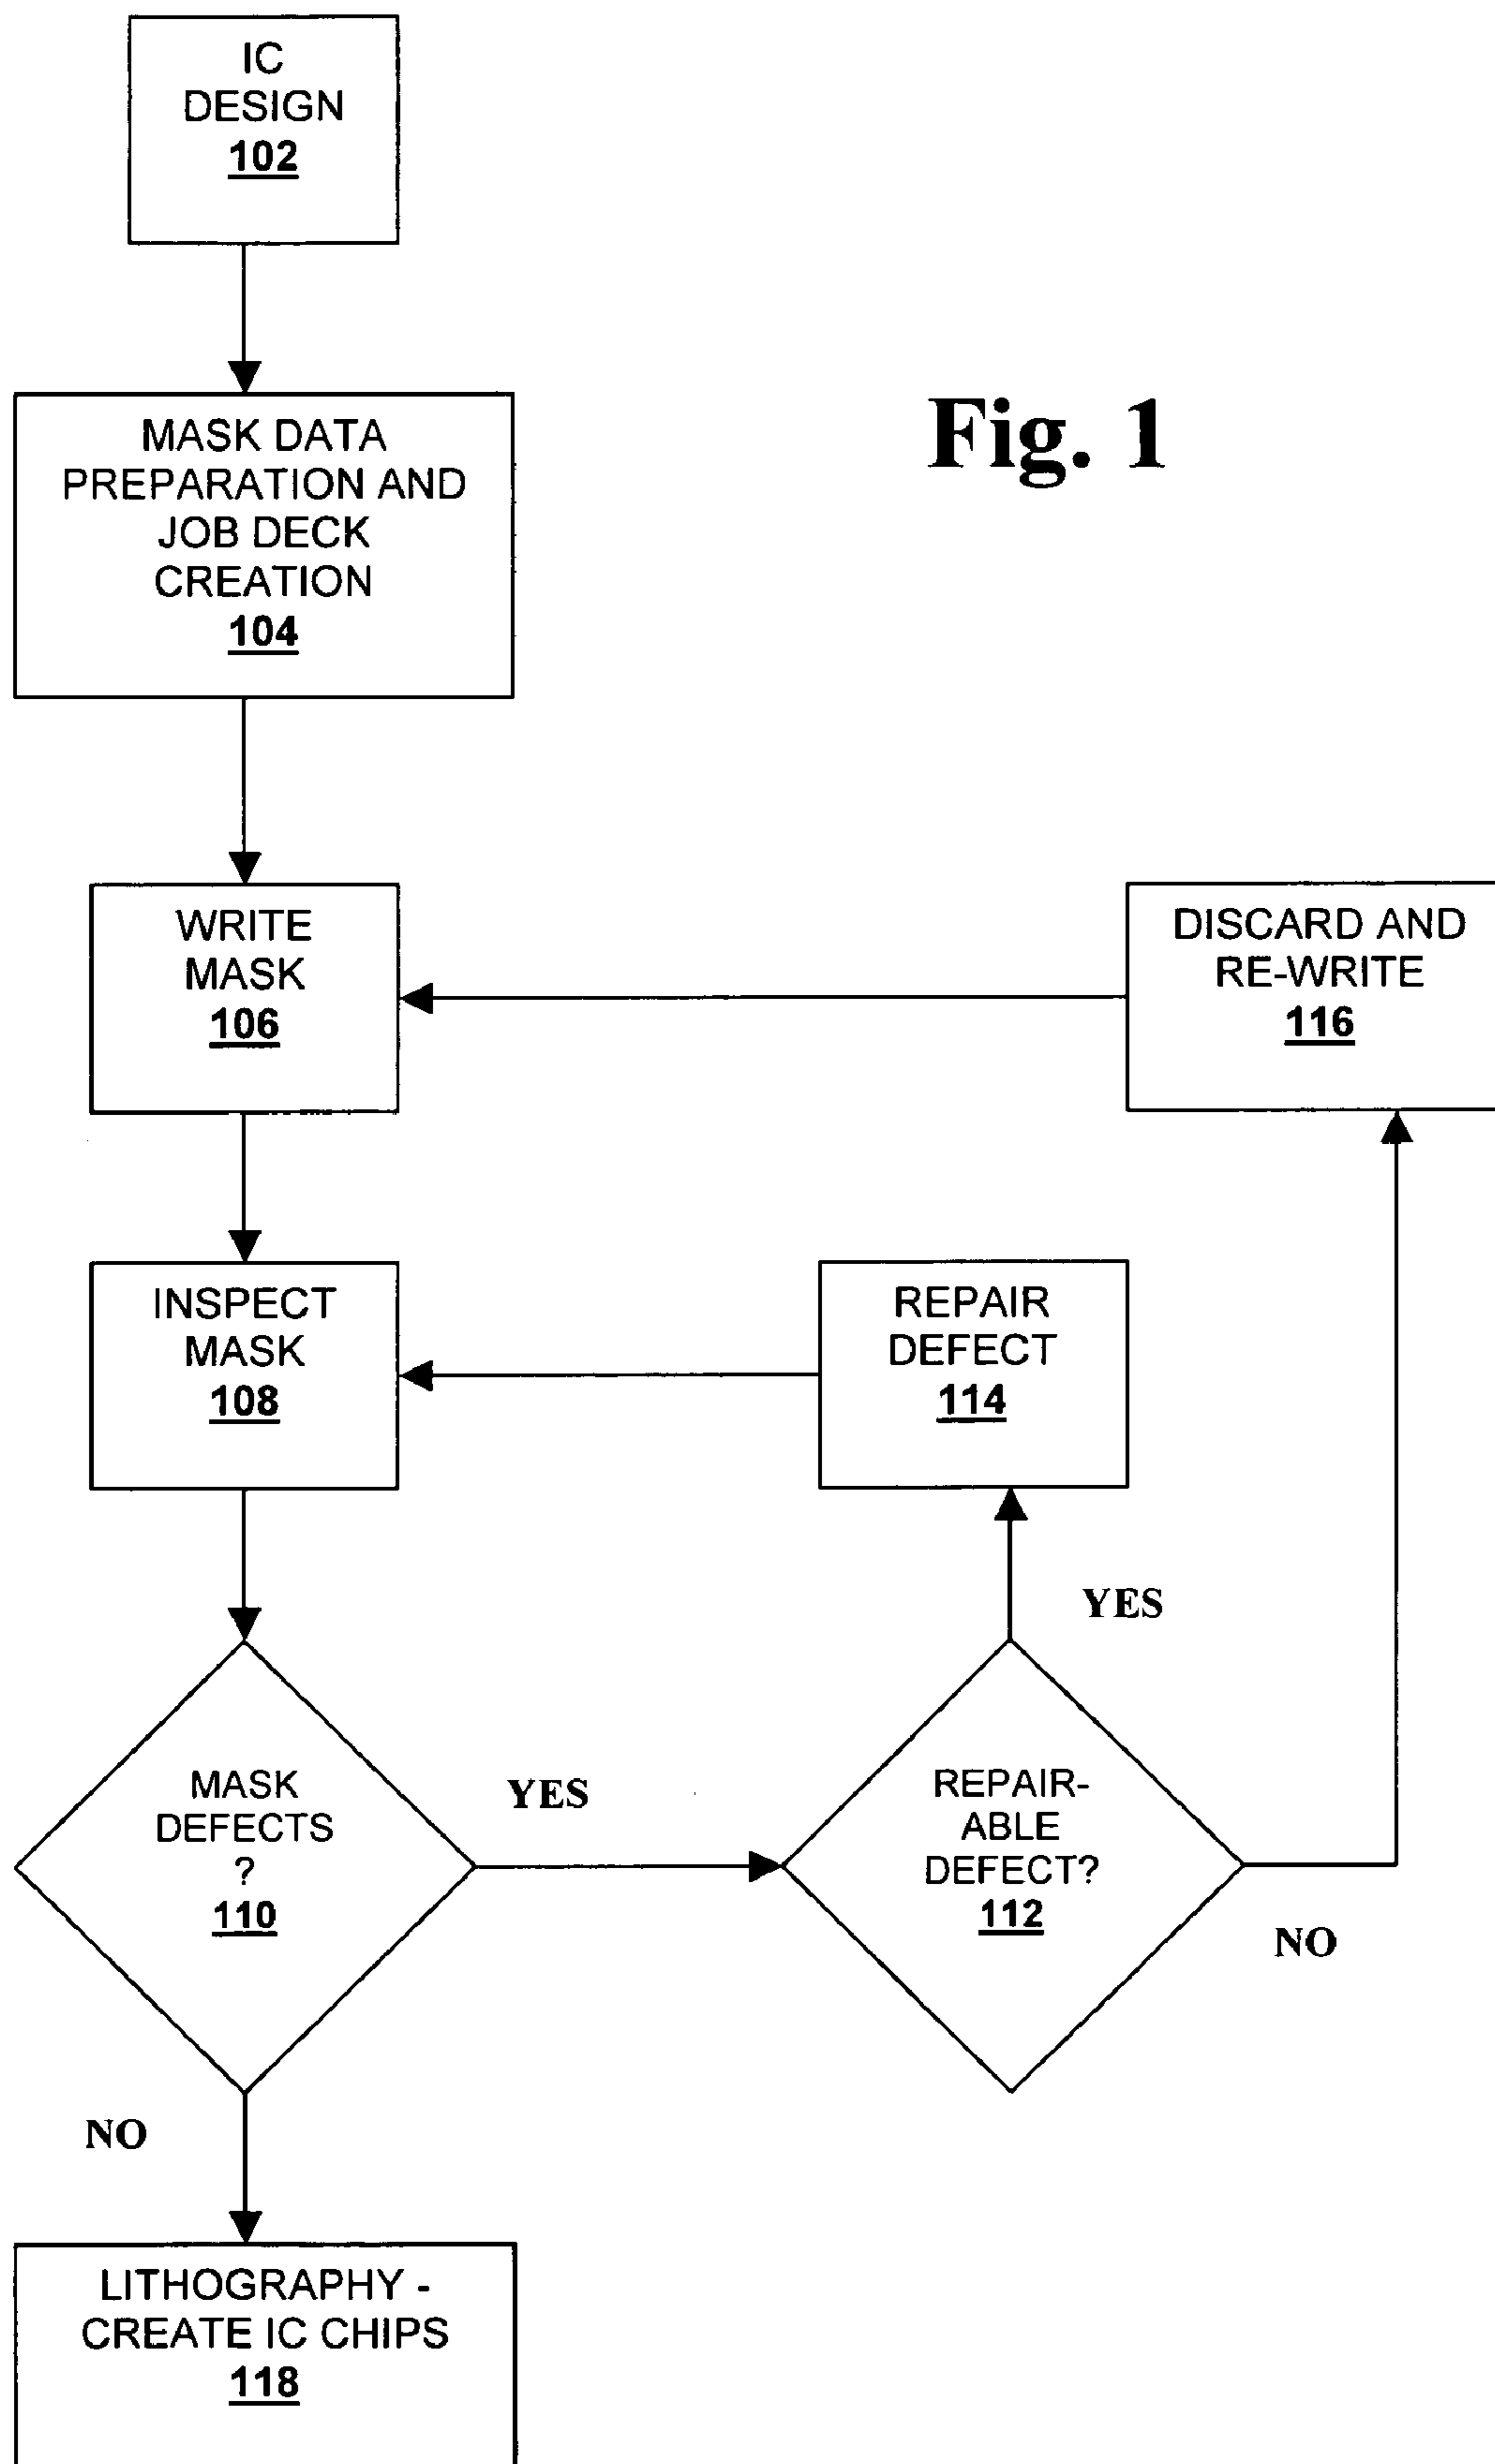 IC
DESIGN
102
MASK DATA
PREPARATION AND
JOB DECK
CREATION
104
Fig. 1
WRITE
MASK
106
DISCARD AND
RE-WRITE
116
INSPECT
MASK
108
REPAIR
DEFECT
114
YES
MASK
DEFECTS
?
110
YES
REPAIR-
ABLE
DEFECT?
112
NO
NO
LITHOGRAPHY -
CREATE IC CHIPS
118